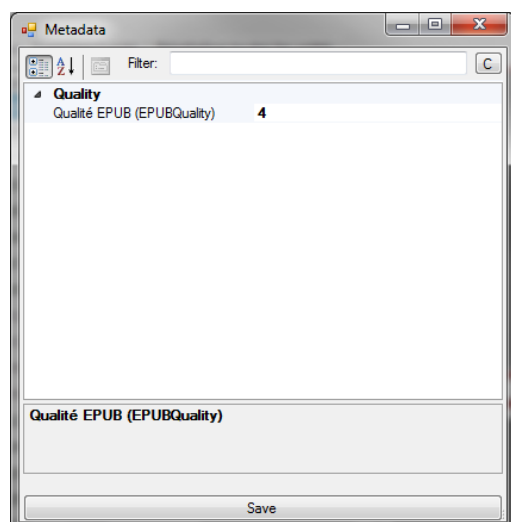 Metadata
A
Z
Filter:
C
Quality
Qualité EPUB (EPUBQuality) 4
Qualité EPUB (EPUBQuality)
Save